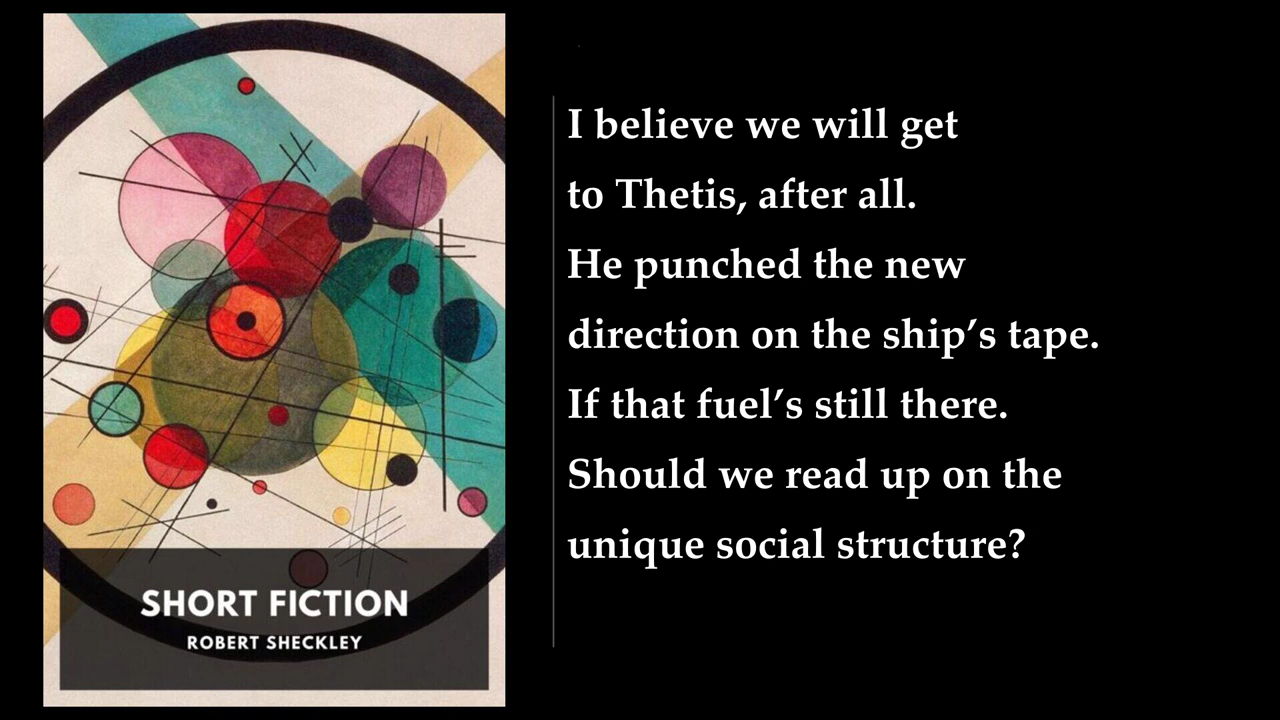 SHORT FICTION
ROBERT SHECKLEY
I believe we will get
to Thetis, after all.
He punched the new
direction on the ship’s tape.
If that fuel’s still there.
Should we read up on the
unique social structure?